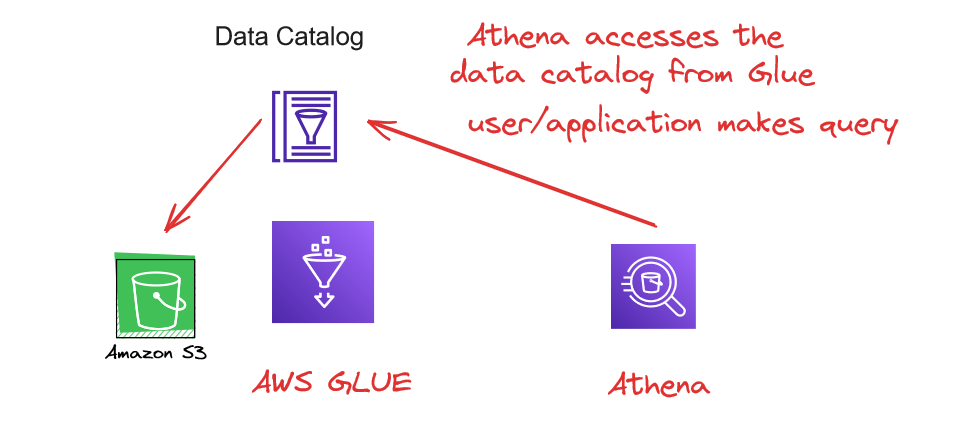 Data Catalog
Athena accesses the
data catalog from Glue
user/application makes query
Amazon S3
AWS GLUE
Athena